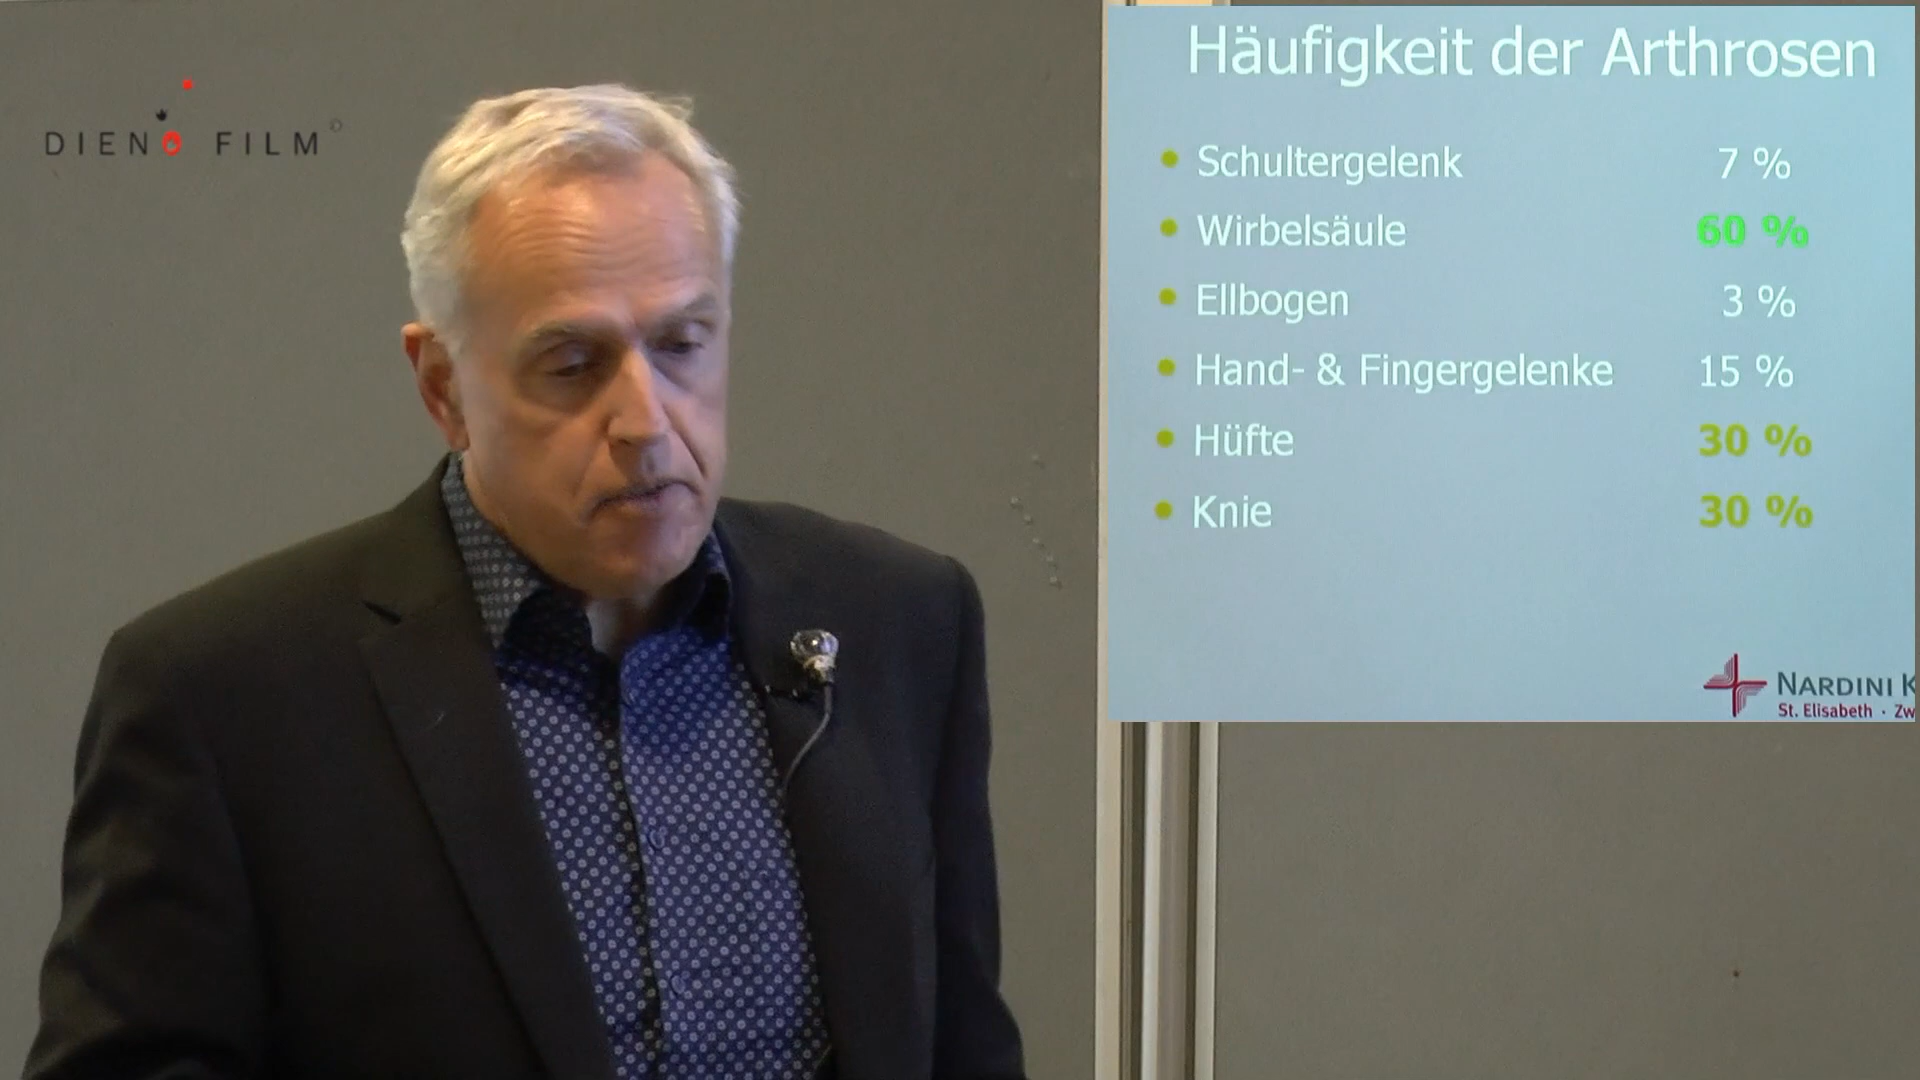 DIENO FILM©
Häufigkeit der Arthrosen
• Schultergelenk 7 %
• Wirbelsäule 60 %
• Ellbogen 3 %
• Hand- & Fingergelenke 15 %
• Hüfte 30 %
• Knie 30 %
NARDINI K
St. Elisabeth · Zw